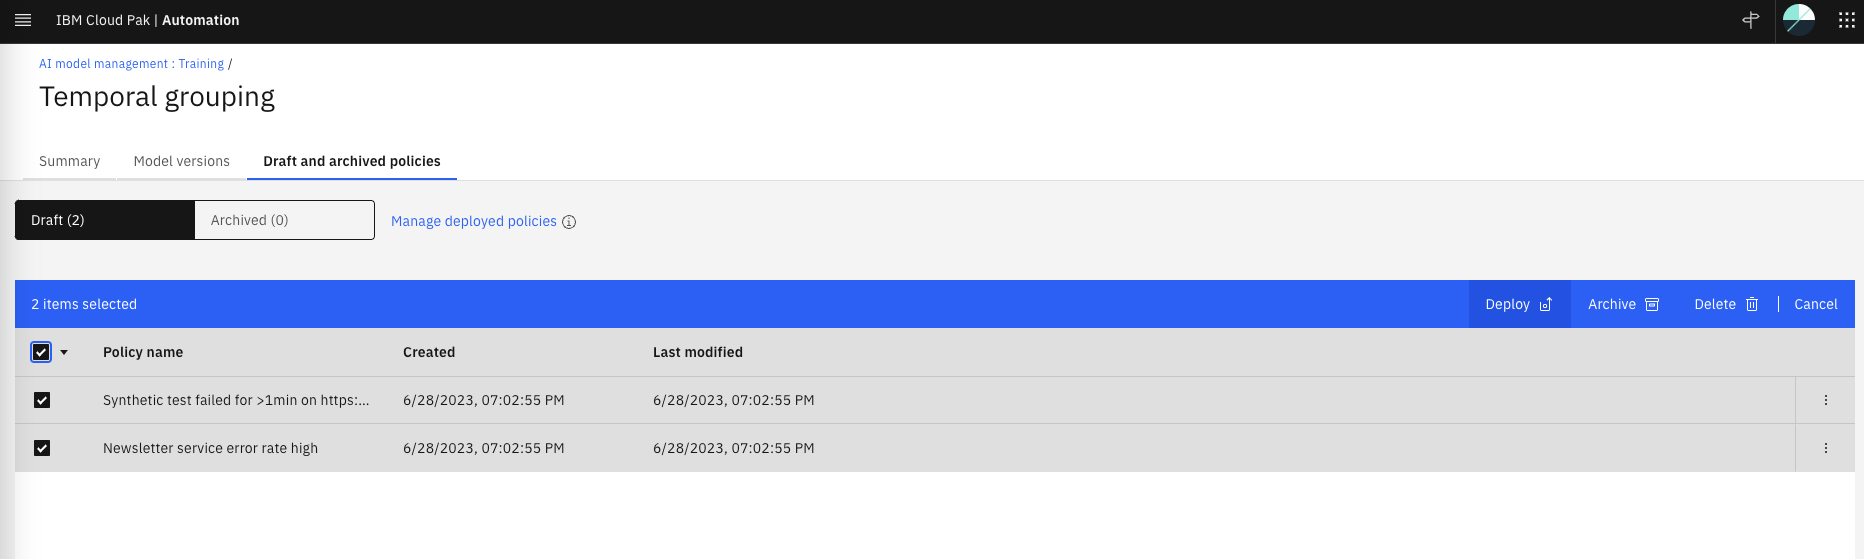 IBM Cloud Pak | Automation
AI model management : Training /
Temporal grouping
Summary Model versions Draft and archived policies
Draft (2) Archived (0) Manage deployed policies
2 items selected Deploy Archive Delete | Cancel
Policy name Created Last modified
Synthetic test failed for >1min on https:... 6/28/2023, 07:02:55 PM 6/28/2023, 07:02:55 PM
Newsletter service error rate high 6/28/2023, 07:02:55 PM 6/28/2023, 07:02:55 PM